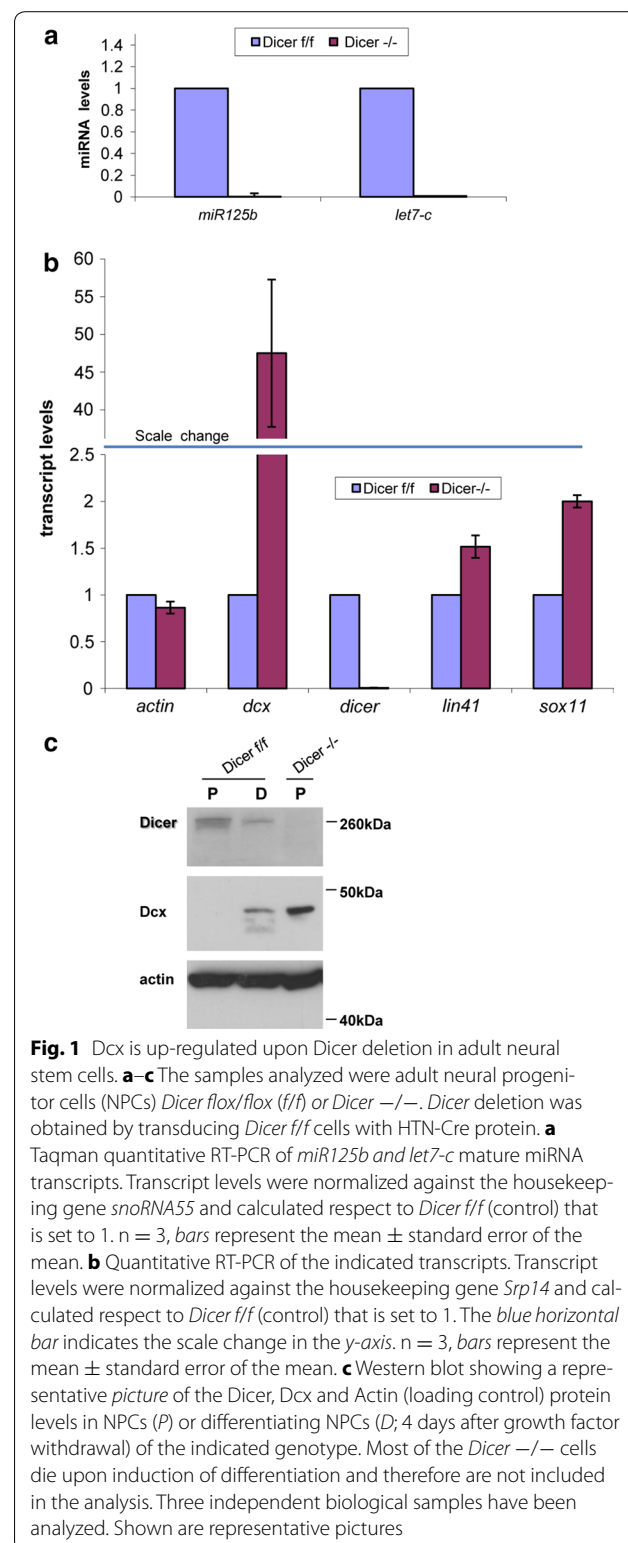 a
Dicer f/f Dicer -/-
miRNA levels
1.4
1.2
1
0.8
0.6
0.4
0.2
0
miR125b let7-c
b
60
55
50
45
40
Scale change
transcript levels
2.5
2
1.5
1
0.5
0
Dicer f/f Dicer-/-
actin dcx dicer lin41 sox11
c
Dicer f/f Dicer -/-
P D P
Dicer 260kDa
50kDa
Dcx
actin
40kDa
Fig. 1 Dcx is up-regulated upon Dicer deletion in adult neural
stem cells. a–c The samples analyzed were adult neural progeni-
tor cells (NPCs) Dicer flox/flox (f/f) or Dicer −/−. Dicer deletion was
obtained by transducing Dicer f/f cells with HTN-Cre protein. a
Taqman quantitative RT-PCR of miR125b and let7-c mature miRNA
transcripts. Transcript levels were normalized against the housekeep-
ing gene snoRNA55 and calculated respect to Dicer f/f (control) that
is set to 1. n = 3, bars represent the mean ± standard error of the
mean. b Quantitative RT-PCR of the indicated transcripts. Transcript
levels were normalized against the housekeeping gene Srp14 and cal-
culated respect to Dicer f/f (control) that is set to 1. The blue horizontal
bar indicates the scale change in the y-axis. n = 3, bars represent the
mean ± standard error of the mean. c Western blot showing a repre-
sentative picture of the Dicer, Dcx and Actin (loading control) protein
levels in NPCs (P) or differentiating NPCs (D; 4 days after growth factor
withdrawal) of the indicated genotype. Most of the Dicer −/− cells
die upon induction of differentiation and therefore are not included
in the analysis. Three independent biological samples have been
analyzed. Shown are representative pictures